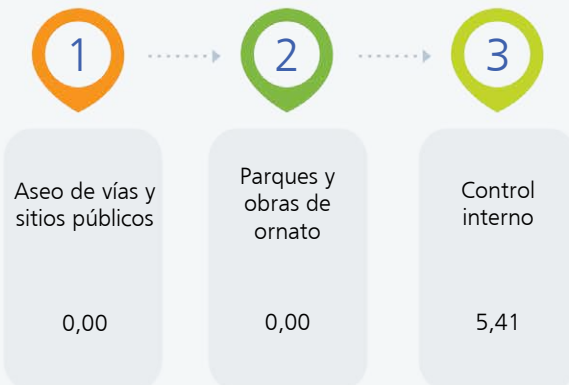 1
2
3
Aseo de vías y
sitios públicos
0,00
Parques y
obras de
ornato
0,00
Control
interno
5,41